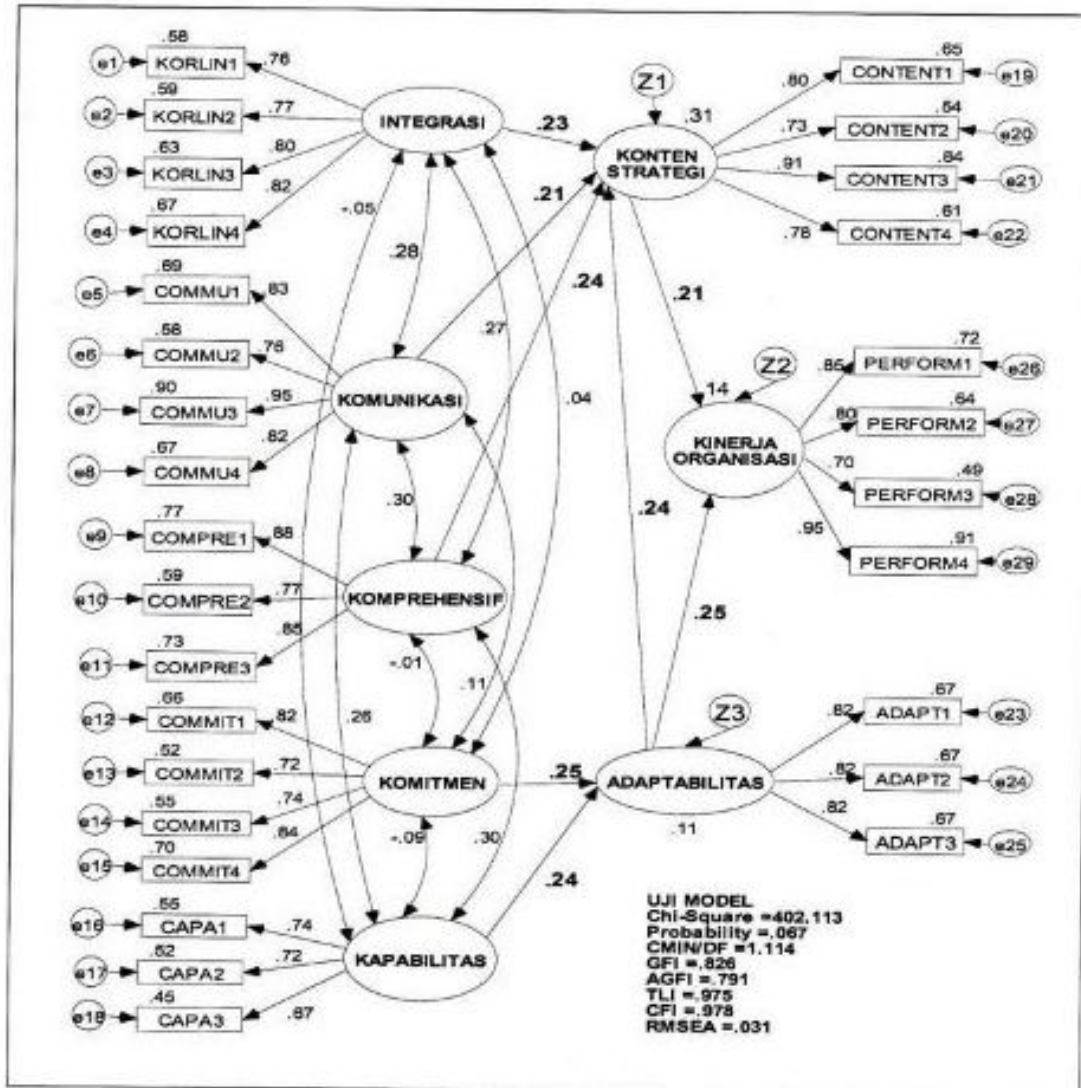 .58
e1 KORLIN1 .76
.59
e2 KORLIN2 .77
.63
e3 KORLIN3 .80
.67
e4 KORLIN4 .82
.69
e5 COMMU1 .83
.58
e6 COMMU2 .76
.90
e7 COMMU3 .95
.67
e8 COMMU4 .82
.77
e9 COMPRE1 .88
.59
e10 COMPRE2 .77
.73
e11 COMPRE3 .85
.66
e12 COMMIT1 .82
.52
e13 COMMIT2 .72
.55
e14 COMMIT3 .74
.70
e15 COMMIT4 .84
.55
e16 CAPA1 .74
.52
e17 CAPA2 .72
.45
e18 CAPA3 .67
INTEGRASI
KOMUNIKASI
KOMPREHENSIF
KOMITMEN
KAPABILITAS
-.05
.28
.27
.04
.30
-.01
.11
.26
-.09
.30
.23
.21
.24
.24
.25
.24
.21
.25
Z1
.31
KONTEN
STRATEGI
Z2
.14
KINERJA
ORGANISASI
Z3
ADAPTABILITAS
.11
.65
.80 CONTENT1 e19
.54
.73 CONTENT2 e20
.84
.91 CONTENT3 e21
.61
.78 CONTENT4 e22
.72
.85 PERFORM1 e26
.64
.80 PERFORM2 e27
.49
.70 PERFORM3 e28
.91
.95 PERFORM4 e29
.67
.82 ADAPT1 e23
.67
.82 ADAPT2 e24
.67
.82 ADAPT3 e25
UJI MODEL
Chi-Square =402.113
Probability =.067
CMIN/DF =1.114
GFI =.826
AGFI =.791
TLI =.975
CFI =.978
RMSEA =.031